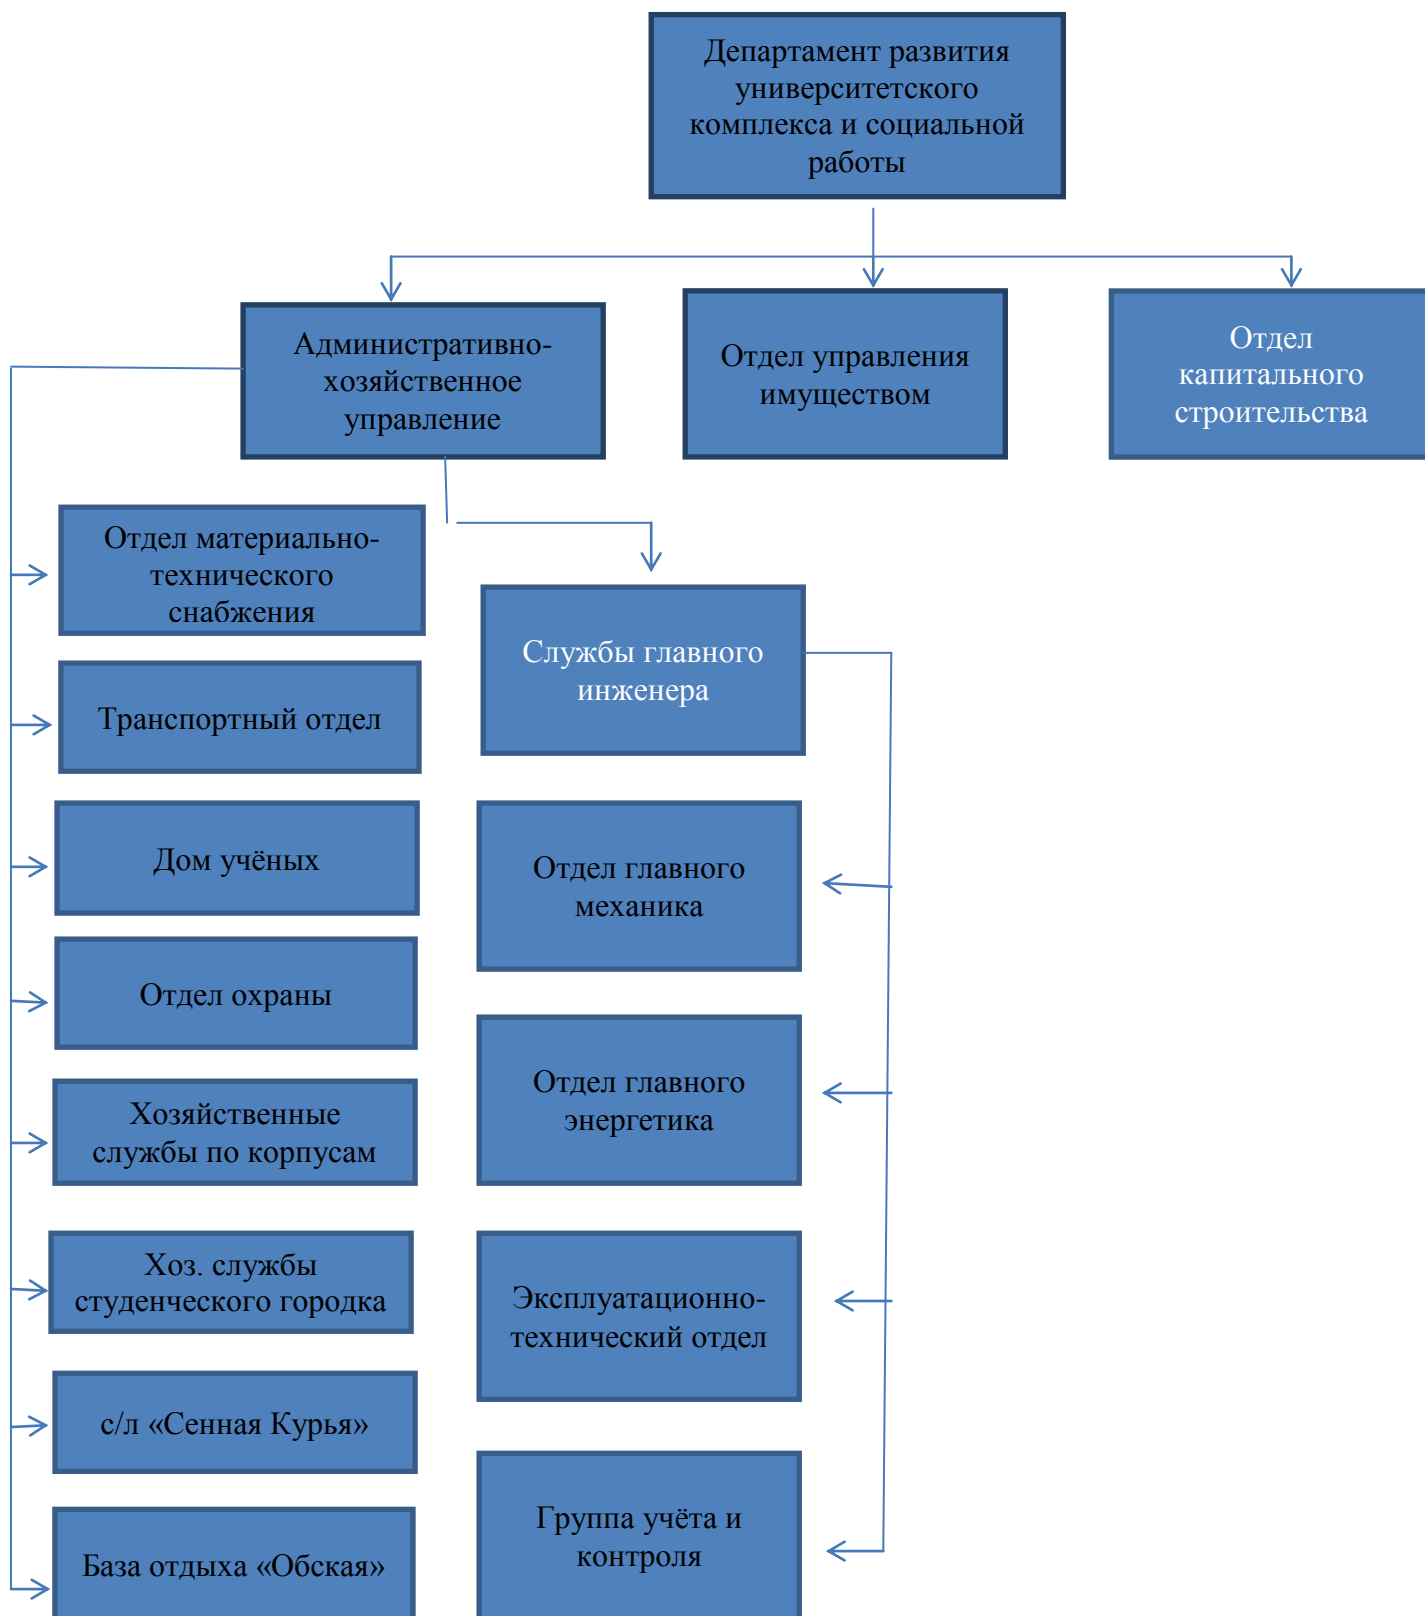 Департамент развития
университетского
комплекса и социальной
работы
Административно-
хозяйственное
управление
Отдел управления
имуществом
Отдел
капитального
строительства
Отдел материально-
технического
снабжения
Транспортный отдел
Дом учёных
Отдел охраны
Хозяйственные
службы по корпусам
Хоз. службы
студенческого городка
с/л «Сенная Курья»
База отдыха «Обская»
Службы главного
инженера
Отдел главного
механика
Отдел главного
энергетика
Эксплуатационно-
технический отдел
Группа учёта и
контроля